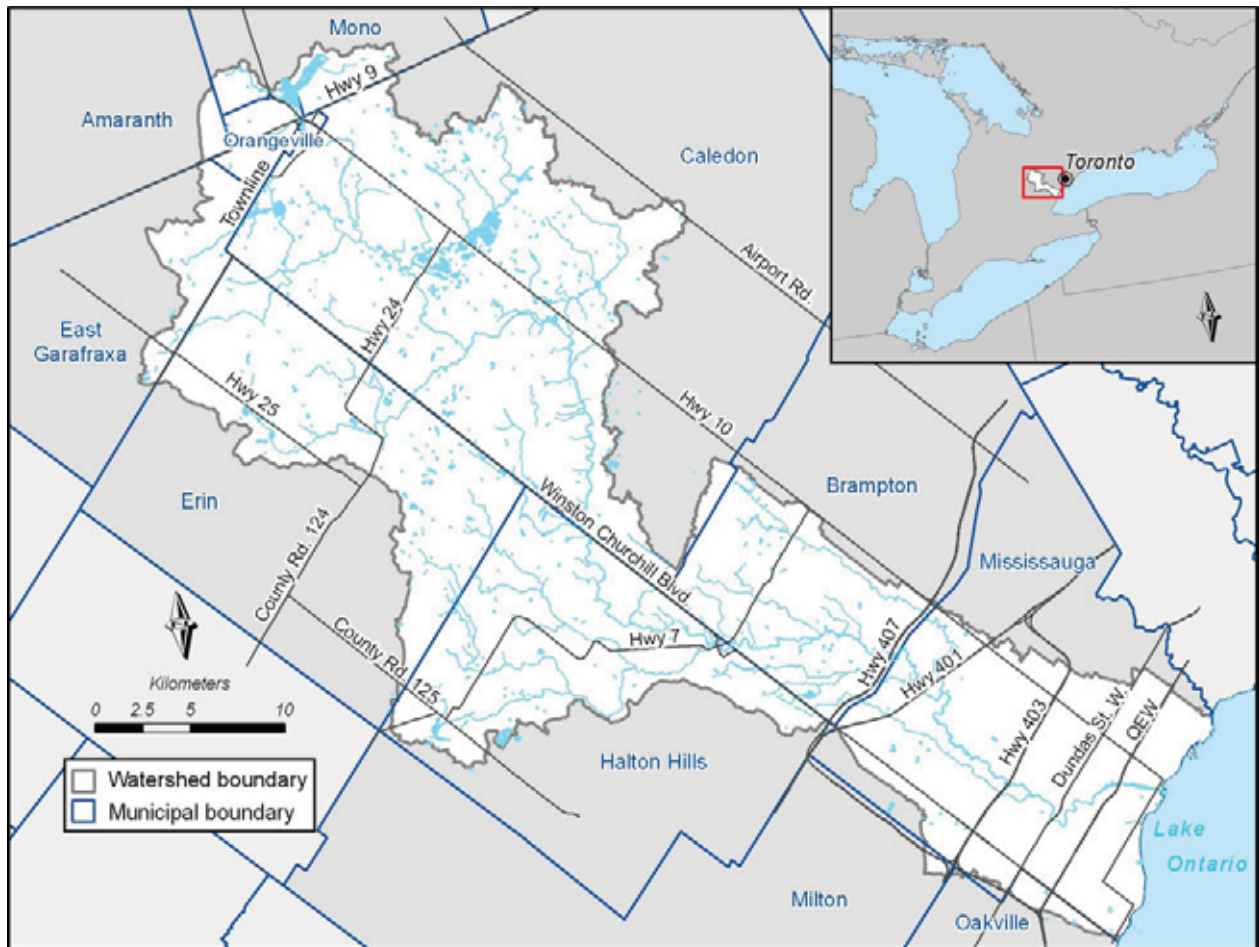 Mono
Hwy 9
Amaranth
Orangeville
Townline
Caledon
Toronto
Airport Rd.
East
Garafraxa
Hwy 24
Hwy 25
Hwy 10
Erin
County Rd. 124
Winston Churchill Blvd.
Brampton
Mississauga
County Rd. 125
Hwy 7
Hwy 407
Hwy 401
Kilometers
0 2.5 5 10
Hwy 403
Dundas St. W.
QEW
Halton Hills
Watershed boundary
Municipal boundary
Lake
Ontario
Milton
Oakville